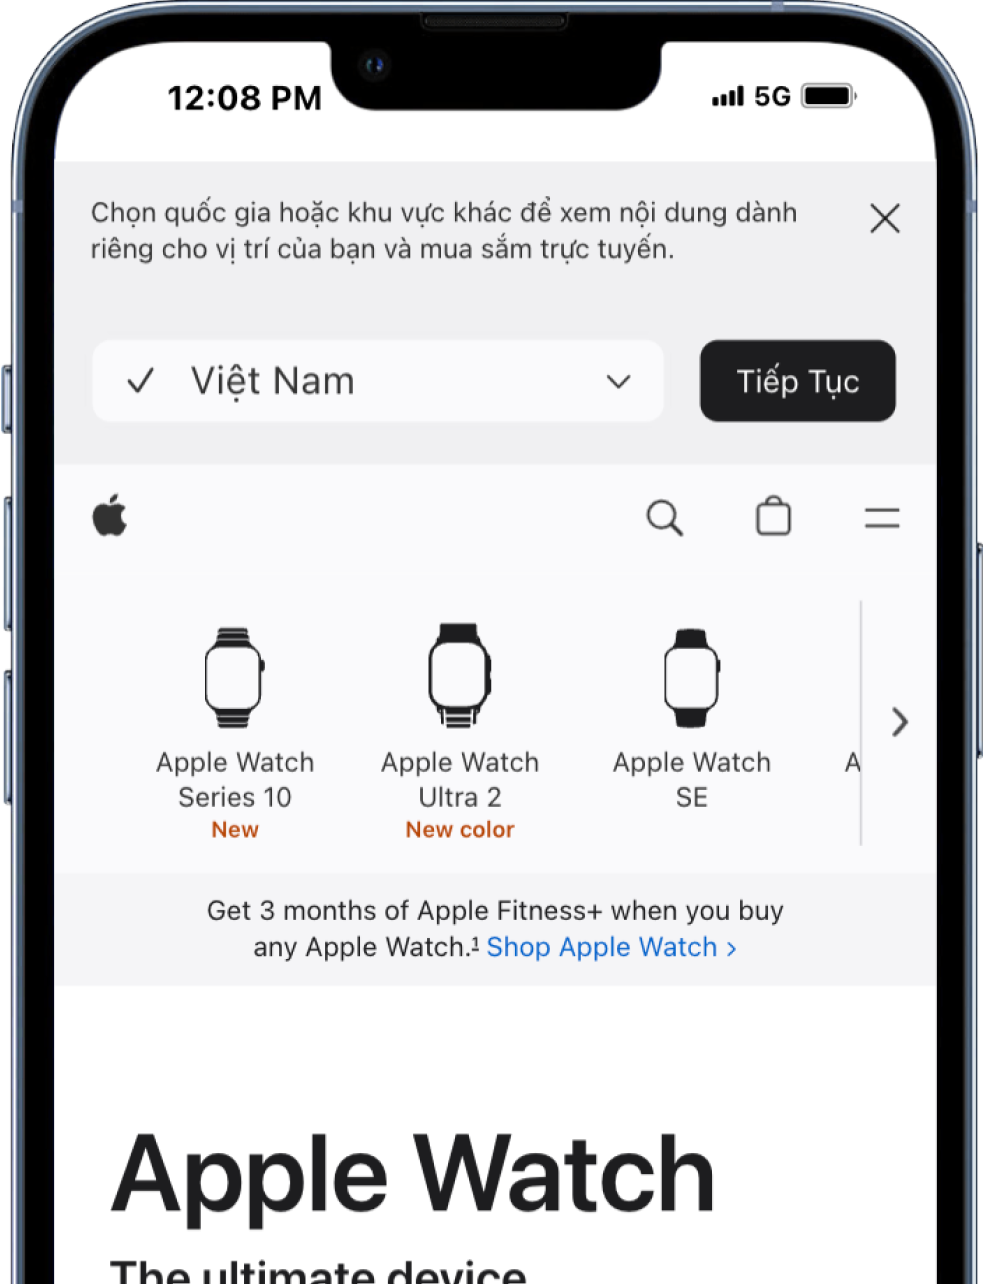 12:08 PM
5G
Chọn quốc gia hoặc khu vực khác để xem nội dung dành
riêng cho vị trí của bạn và mua sắm trực tuyến.
Việt Nam
Tiếp Tục
Apple Watch
Series 10
New
Apple Watch
Ultra 2
New color
Apple Watch
SE
A
Get 3 months of Apple Fitness+ when you buy
any Apple Watch.¹ Shop Apple Watch >
Apple Watch
The ultimate device